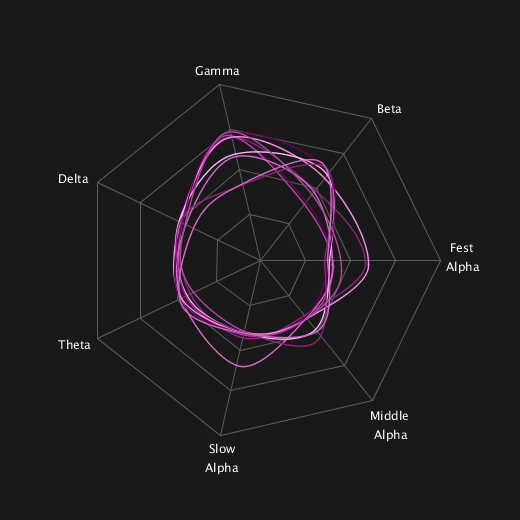 Gamma
Beta
Delta
Fest
Alpha
Theta
Middle
Alpha
Slow
Alpha